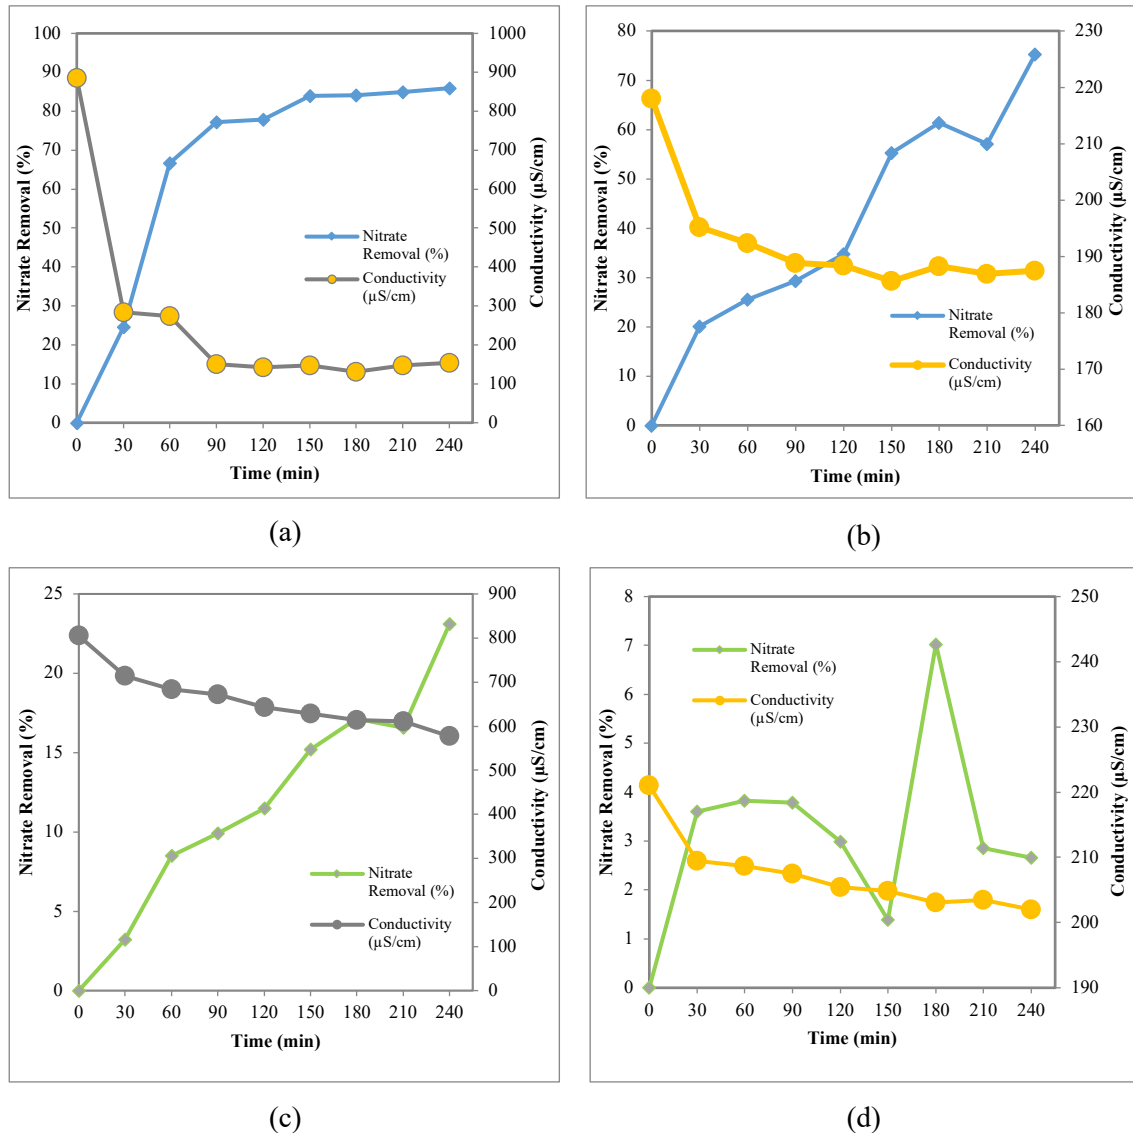 100
90
80
70
60
50
40
30
20
10
0
Nitrate Removal (%)
1000
900
800
700
600
500
400
300
200
100
0
Conductivity (µS/cm)
Nitrate
Removal (%)
Conductivity
(µS/cm)
0 30 60 90 120 150 180 210 240
Time (min)
(a)
80
70
60
50
40
30
20
10
0
Nitrate Removal (%)
230
220
210
200
190
180
170
160
Conductivity (µS/cm)
Nitrate
Removal (%)
Conductivity
(µS/cm)
0 30 60 90 120 150 180 210 240
Time (min)
(b)
25
20
15
10
5
0
Nitrate Removal (%)
900
800
700
600
500
400
300
200
100
0
Conductivity (µS/cm)
Nitrate
Removal (%)
Conductivity
(µS/cm)
0 30 60 90 120 150 180 210 240
Time (min)
(c)
8
7
6
5
4
3
2
1
0
Nitrate Removal (%)
250
240
230
220
210
200
190
Conductivity (µS/cm)
Nitrate
Removal (%)
Conductivity
(µS/cm)
0 30 60 90 120 150 180 210 240
Time (min)
(d)